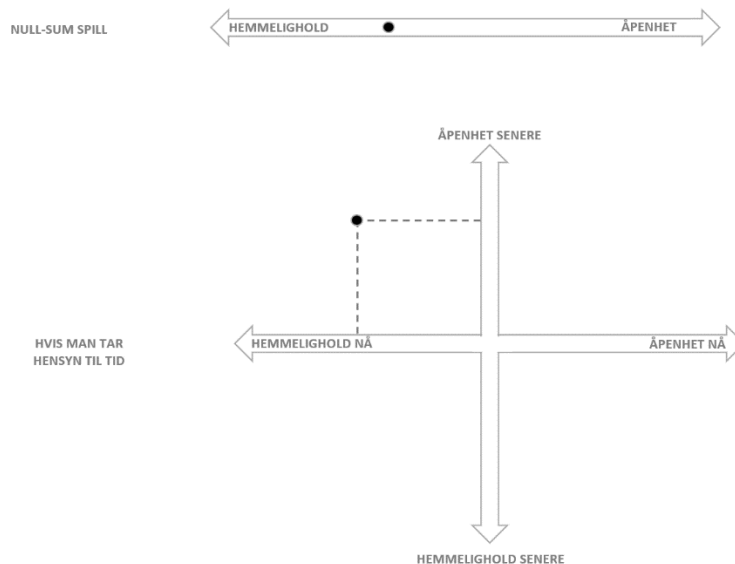 NULL-SUM SPILL
HEMMELIGHOLD
ÅPENHET
ÅPENHET SENERE
HVIS MAN TAR
HENSYN TIL TID
HEMMELIGHOLD NÅ
ÅPENHET NÅ
HEMMELIGHOLD SENERE